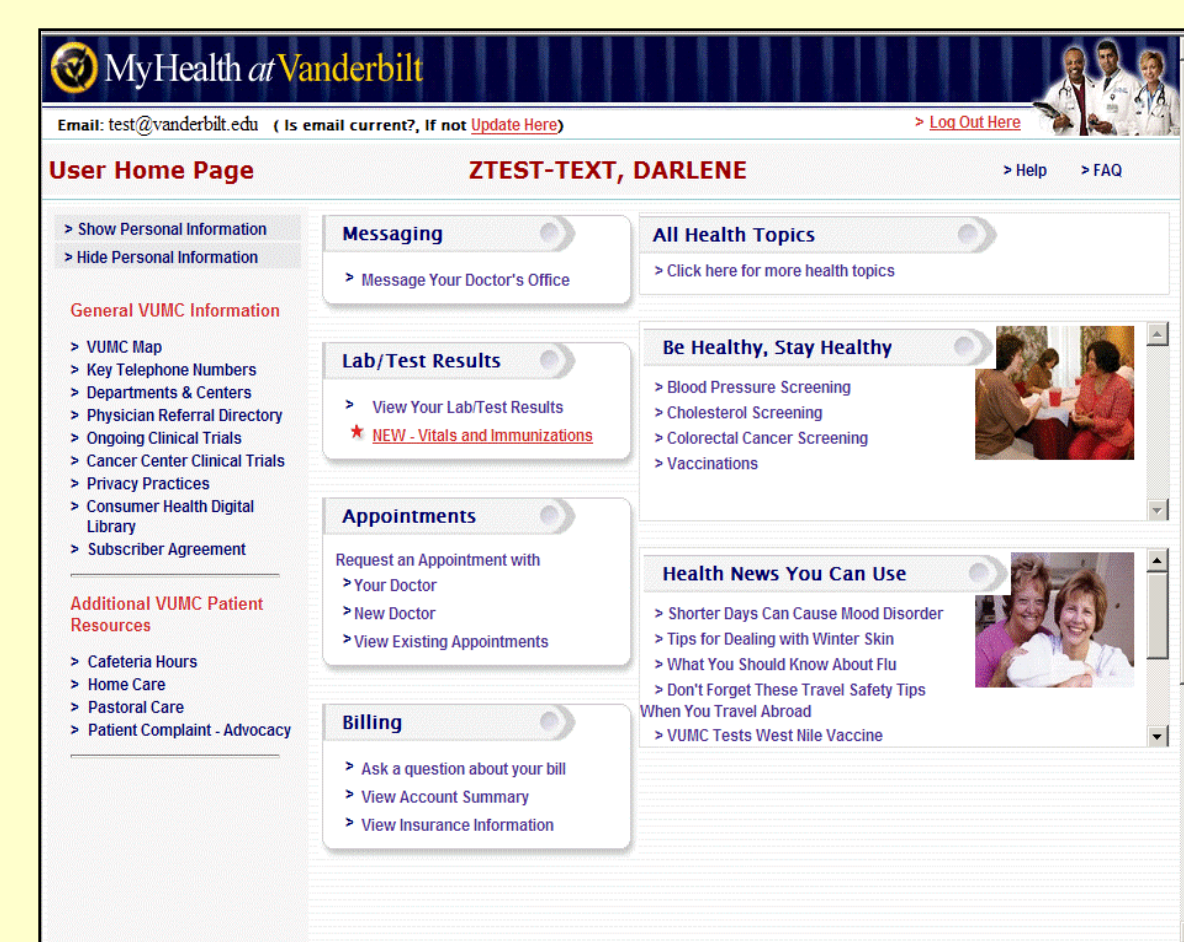 MyHealth at Vanderbilt
Email: test@vanderbilt.edu ( Is email current?, If not Update Here)
> Log Out Here
User Home Page
ZTEST-TEXT, DARLENE
> Help
> FAQ
> Show Personal Information
> Hide Personal Information
General VUMC Information
> VUMC Map
> Key Telephone Numbers
> Departments & Centers
> Physician Referral Directory
> Ongoing Clinical Trials
> Cancer Center Clinical Trials
> Privacy Practices
> Consumer Health Digital
Library
> Subscriber Agreement
Additional VUMC Patient
Resources
> Cafeteria Hours
> Home Care
> Pastoral Care
> Patient Complaint - Advocacy
Messaging
> Message Your Doctor's Office
Lab/Test Results
> View Your Lab/Test Results
NEW - Vitals and Immunizations
Appointments
Request an Appointment with
> Your Doctor
> New Doctor
> View Existing Appointments
Billing
> Ask a question about your bill
> View Account Summary
> View Insurance Information
All Health Topics
> Click here for more health topics
Be Healthy, Stay Healthy
> Blood Pressure Screening
> Cholesterol Screening
> Colorectal Cancer Screening
> Vaccinations
Health News You Can Use
> Shorter Days Can Cause Mood Disorder
> Tips for Dealing with Winter Skin
> What You Should Know About Flu
> Don't Forget These Travel Safety Tips
When You Travel Abroad
> VUMC Tests West Nile Vaccine